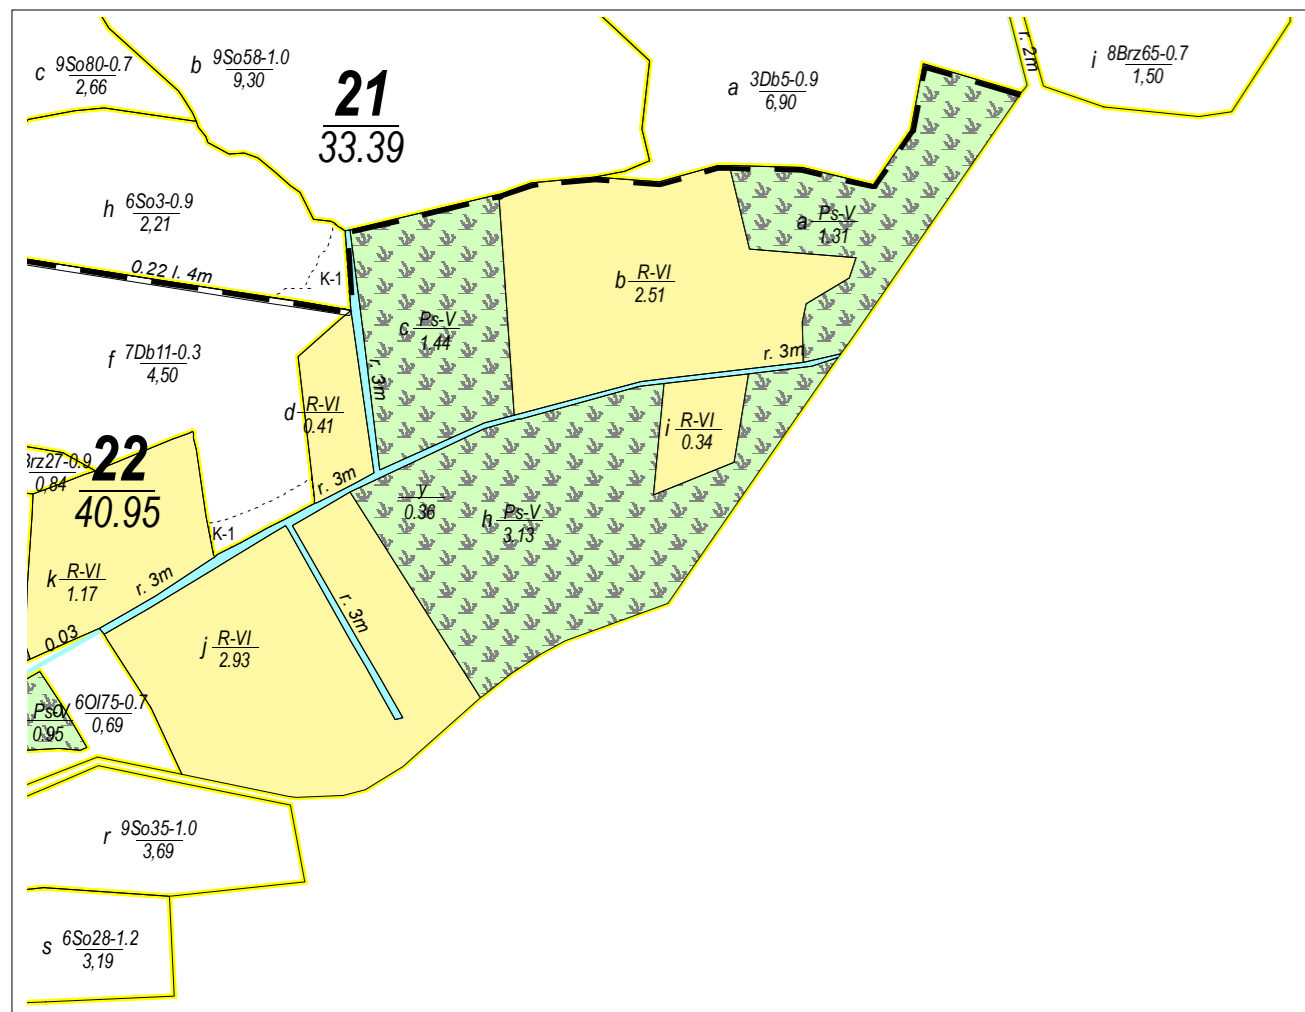 r. 2m
c 9So80-0.7
2,66
b 9So58-1.0
9,30
21
33.39
a 3Db5-0.9
6,90
i 8Brz65-0.7
1,50
h 6So3-0.9
2,21
a Ps-V
1.31
0.22 l. 4m
K-1
b R-VI
2.51
c Ps-V
1.44
f 7Db11-0.3
4,50
r. 3m
r. 3m
d R-VI
0.41
i R-VI
0.34
22
40.95
Brz27-0.9
0,84
r. 3m
y
0.36
h Ps-V
3.13
K-1
k R-VI
1.17
r. 3m
r. 3m
0.03
j R-VI
2.93
6Ol75-0.7
0,69
0.95
r 9So35-1.0
3,69
s 6So28-1.2
3,19